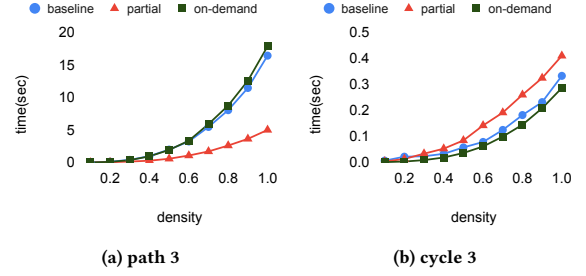 baseline partial on-demand
20
15
10
5
0
time(sec)
0.2 0.4 0.6 0.8 1.0
density
(a) path 3
baseline partial on-demand
0.5
0.4
0.3
0.2
0.1
0.0
time(sec)
0.2 0.4 0.6 0.8 1.0
density
(b) cycle 3